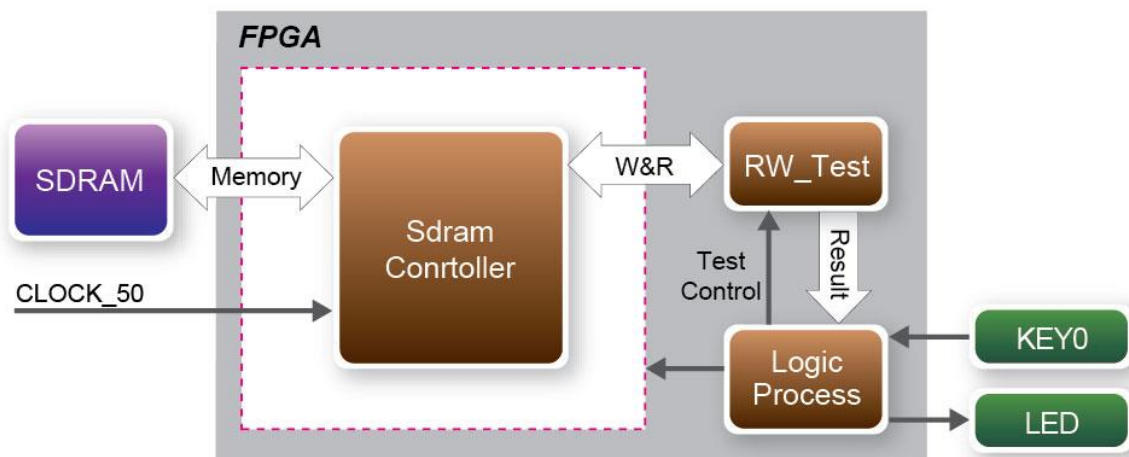 FPGA
SDRAM
Memory
Sdram
Conrtoller
W&R
RW_Test
CLOCK_50
Test
Control
Result
Logic
Process
KEY0
LED